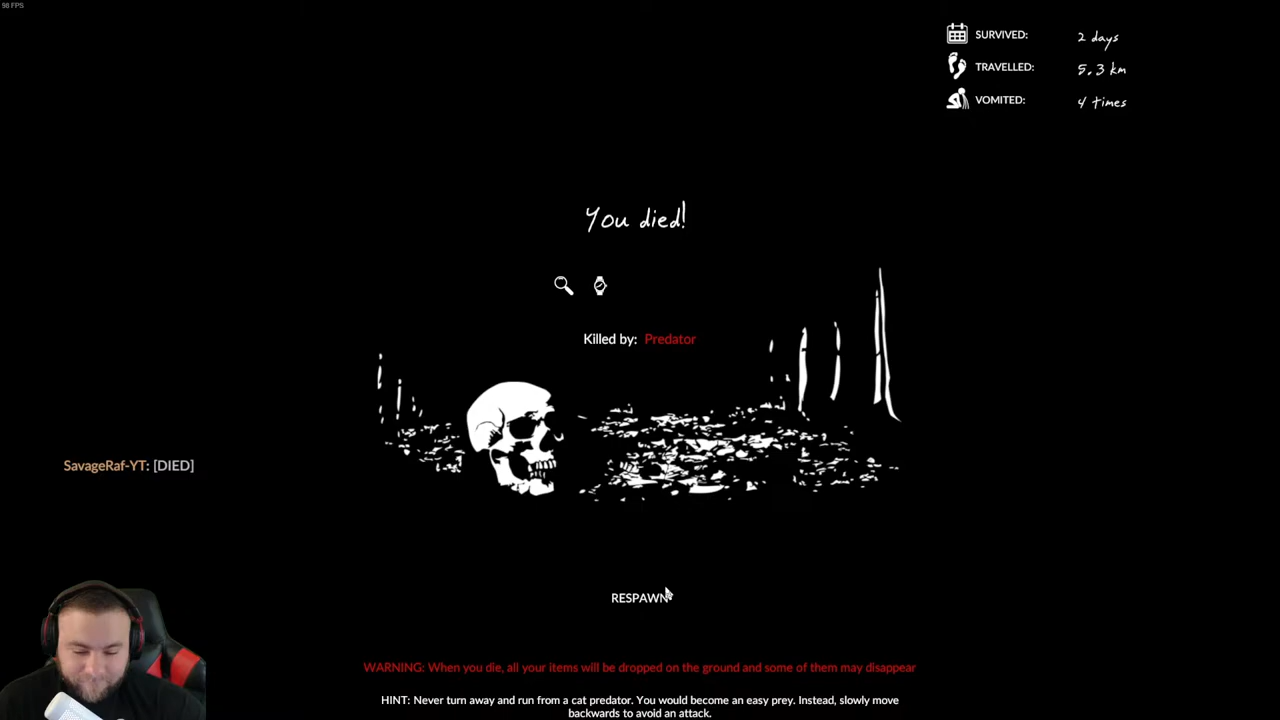 98 FPS
SURVIVED: 2 days
TRAVELLED: 5.3 km
VOMITED: 4 times
You died!
Killed by: Predator
SavageRaf-YT: [DIED]
RESPAWN
WARNING: When you die, all your items will be dropped on the ground and some of them may disappear
HINT: Never turn away and run from a cat predator. You would become an easy prey. Instead, slowly move
backwards to avoid an attack.